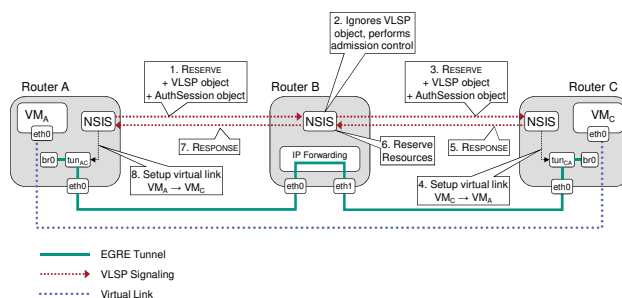 2. Ignores VLSP
object, performs
admission control
1. RESERVE
+ VLSP object
+ AuthSession object
3. RESERVE
+ VLSP object
+ AuthSession object
Router A
Router B
Router C
VMA
NSIS
NSIS
NSIS
VMC
eth0
eth0
7. RESPONSE
6. Reserve
Resources
5. RESPONSE
br0
tunAC
IP Forwarding
tunCA
br0
8. Setup virtual link
VMA → VMC
4. Setup virtual link
VMC → VMA
eth0
eth0
eth1
eth0
EGRE Tunnel
VLSP Signaling
Virtual Link